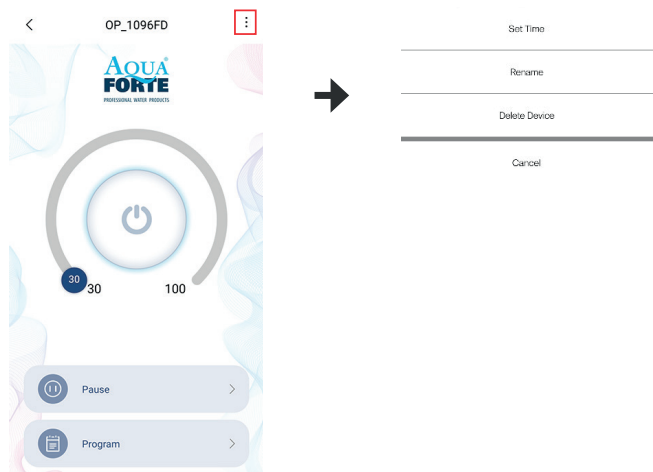 OP_1096FD
AQUA
FORTE
PROFESSIONAL WATER PRODUCTS
30
30
100
Pause
Program
Set Time
Rename
Delete Device
Cancel